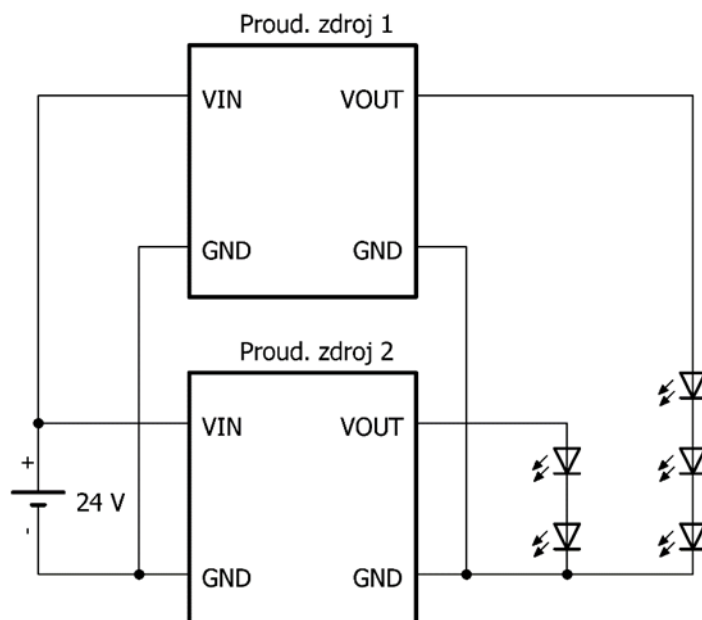 Proud. zdroj 1
VIN VOUT
GND GND
Proud. zdroj 2
VIN VOUT
+
24 V
-
GND GND